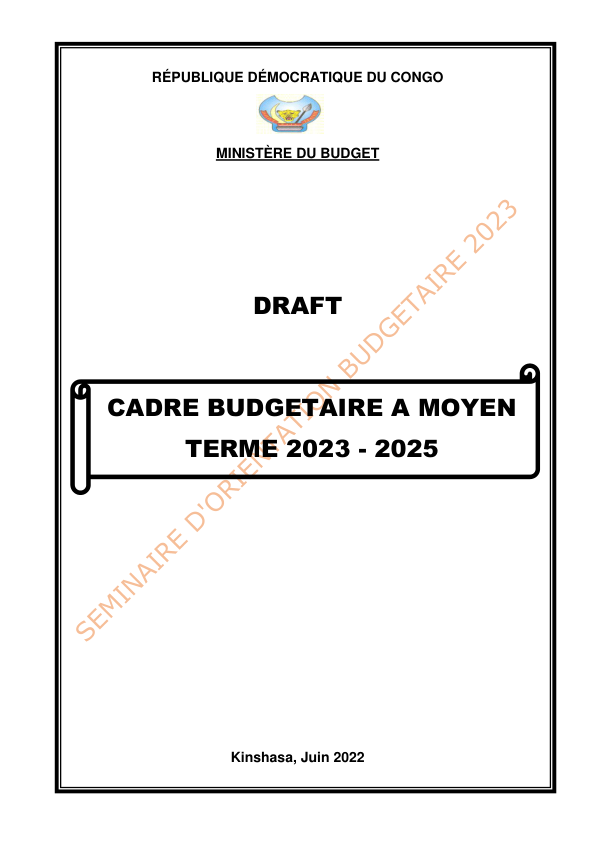 RÉPUBLIQUE DÉMOCRATIQUE DU CONGO
MINISTÈRE DU BUDGET
DRAFT
CADRE BUDGETAIRE A MOYEN
TERME 2023 - 2025
SEMINAIRE D'ORIENTATION BUDGETAIRE 2023
Kinshasa, Juin 2022